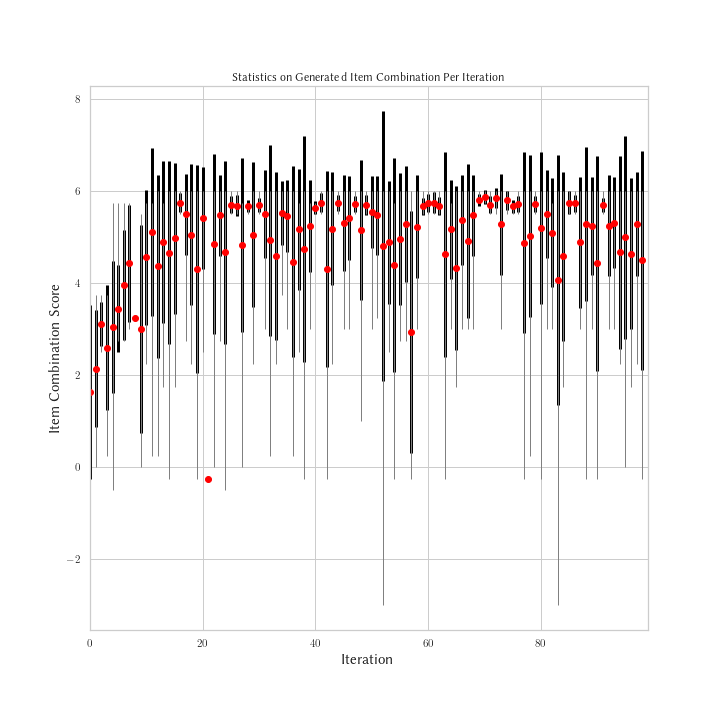 Statistics on Generated Item Combination Per Iteration
8
6
4
2
0
−2
Item Combination Score
0 20 40 60 80
Iteration